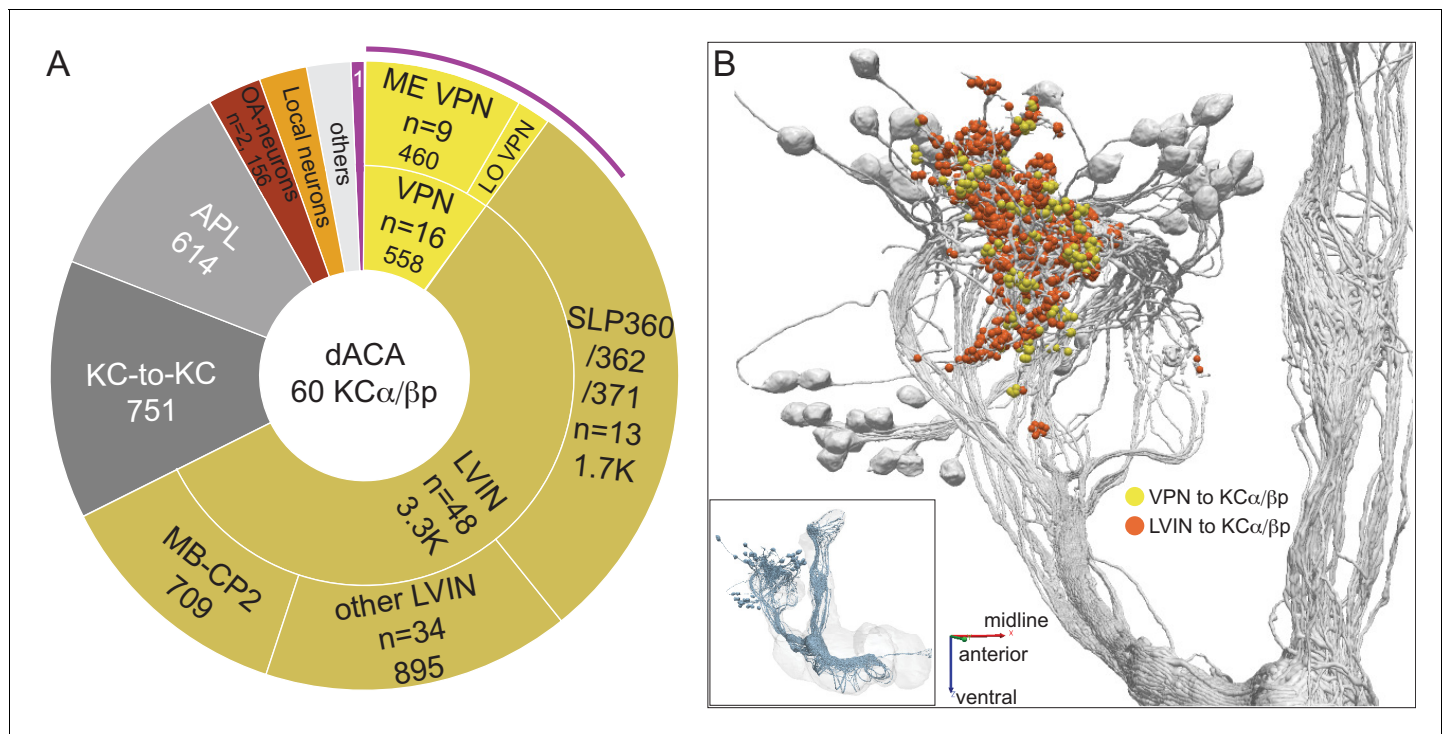 A
ME VPN
n=9
460
LO VPN
VPN
n=16
558
SLP360
/362
/371
n=13
1.7K
LVIN
n=48
3.3K
other LVIN
n=34
895
MB-CP2
709
KC-to-KC
751
APL
614
OA-neurons
n=2, 156
Local neurons
others
1
dACA
60 KCα/βp
B
VPN to KCα/βp
LVIN to KCα/βp
midline
x
anterior
z
ventral